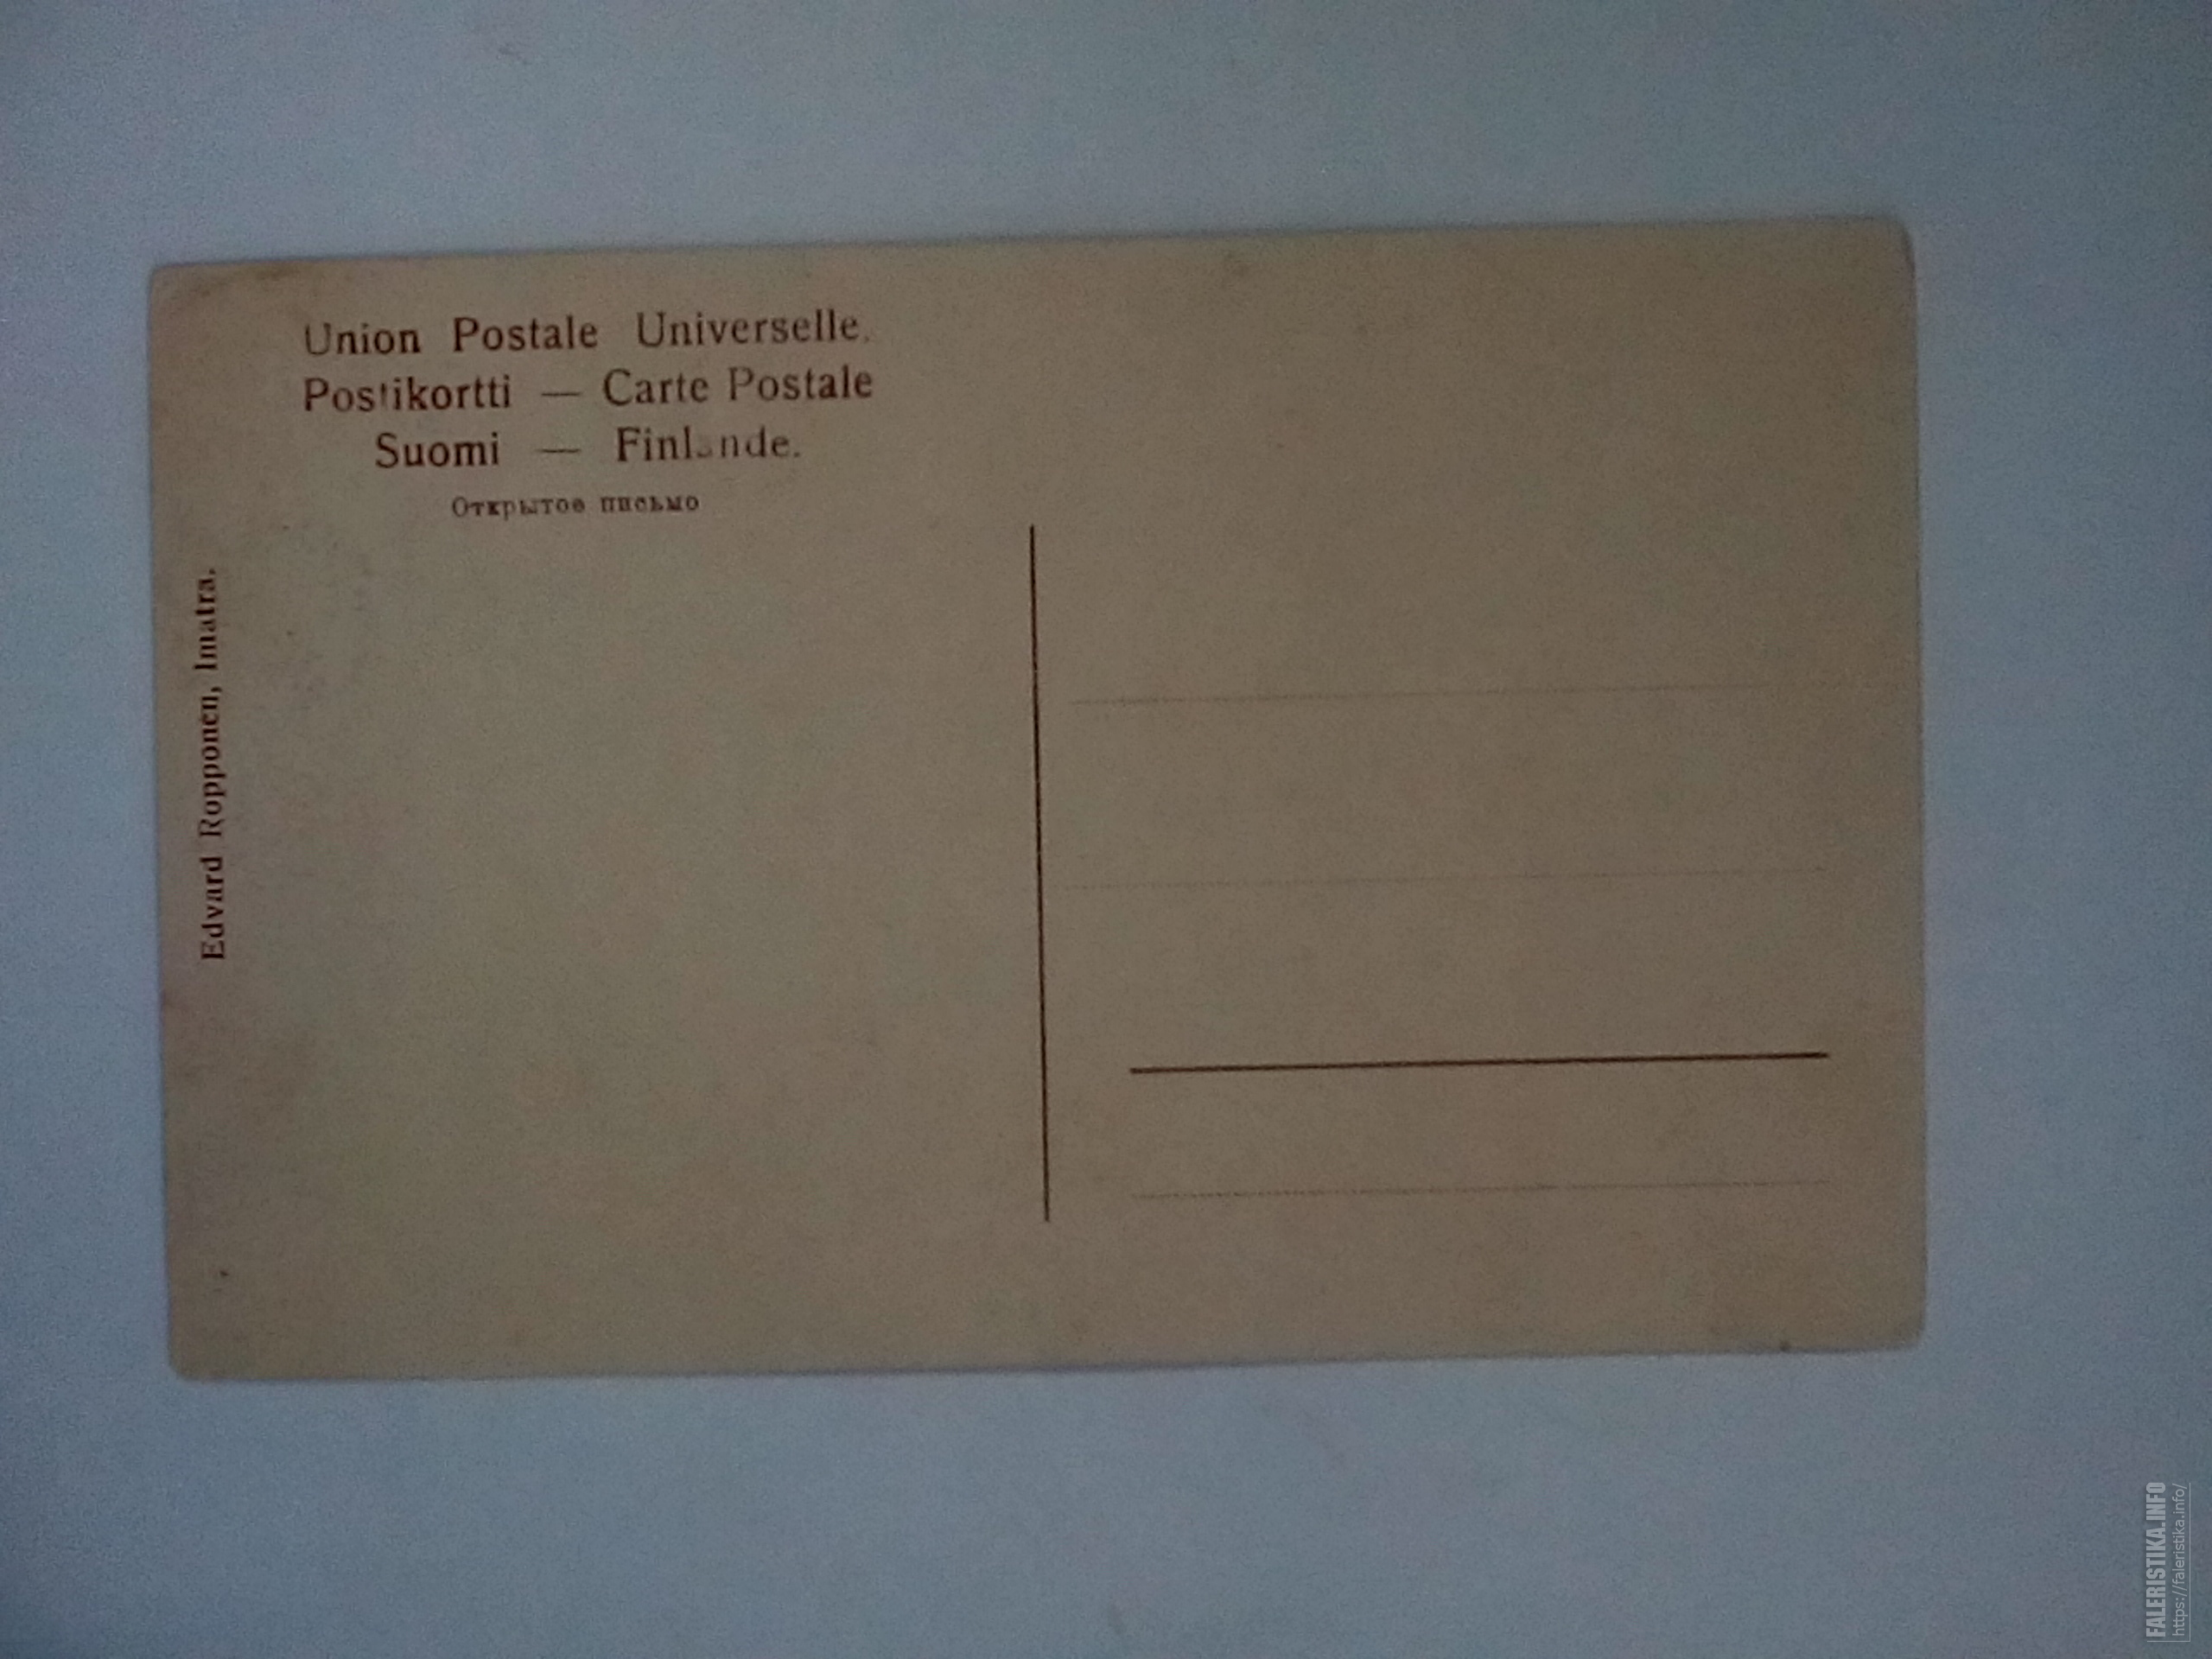 Union Postale Universelle.
Postikortti — Carte Postale
Suomi — Finlande.
Открытое письмо
Edvard Ropponen, Imatra.
FALERISTIKA.INFO
https://faleristika.info/